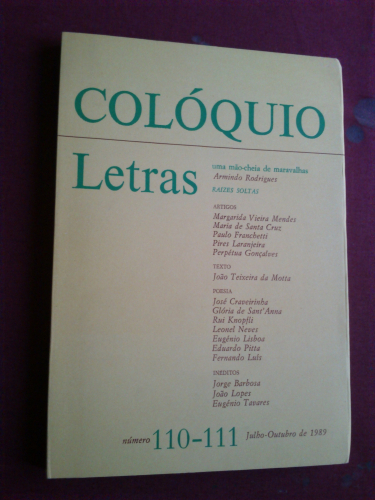 COLÓQUIO
Letras
uma mão-cheia de maravalhas
Armindo Rodrigues
RAIZES SOLTAS
ARTIGOS
Margarida Vieira Mendes
Maria de Santa Cruz
Paulo Franchetti
Pires Laranjeira
Perpétua Gonçalves
TEXTO
João Teixeira da Motta
POESIA
José Craveirinha
Glória de Sant'Anna
Rui Knopfli
Leonel Neves
Eugénio Lisboa
Eduardo Pitta
Fernando Luís
INÉDITOS
Jorge Barbosa
João Lopes
Eugénio Tavares
número 110-111 Julho-Outubro de 1989